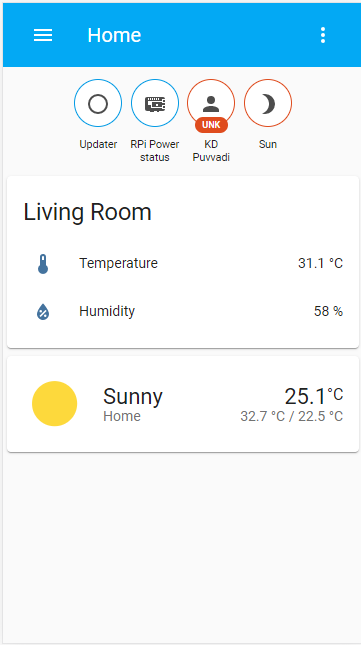 Home
UNK
Updater
RPi Power
status
KD
Puvvadi
Sun
Living Room
Temperature 31.1 °C
Humidity 58 %
Sunny 25.1°C
Home 32.7 °C / 22.5 °C